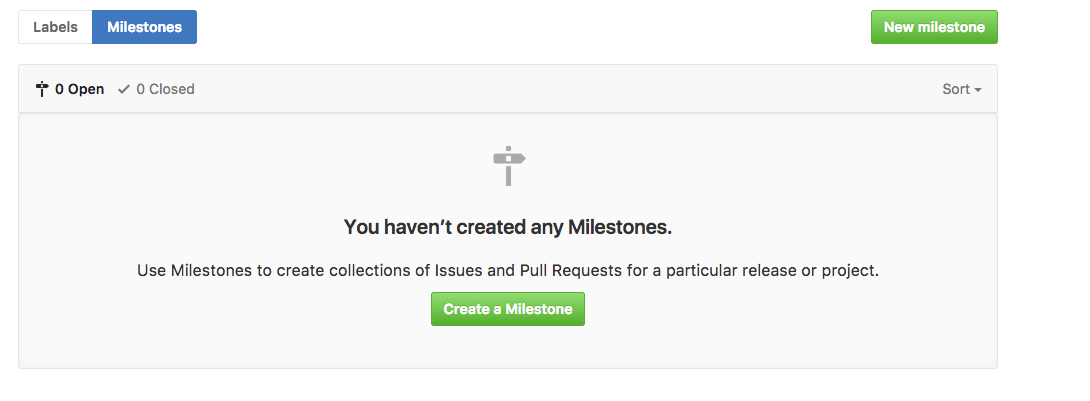 Labels Milestones New milestone
0 Open 0 Closed Sort
You haven’t created any Milestones.
Use Milestones to create collections of Issues and Pull Requests for a particular release or project.
Create a Milestone